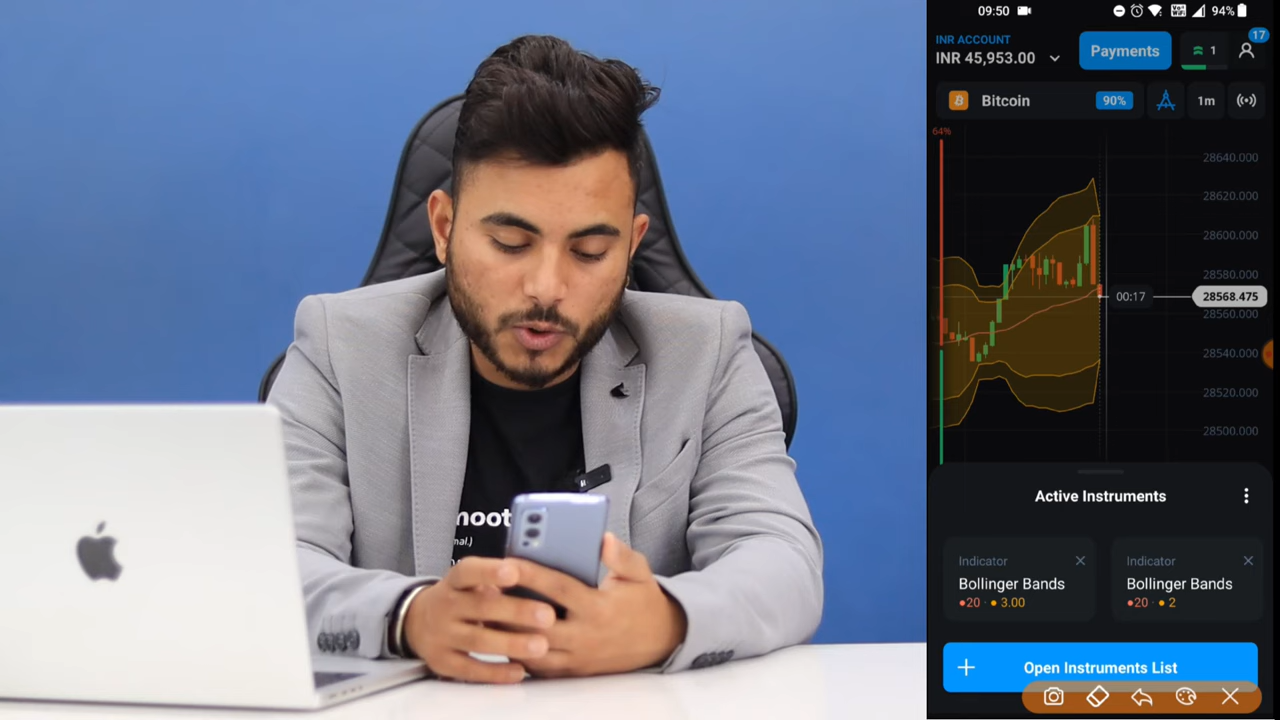 09:50
94%
INR ACCOUNT
INR 45,953.00
Payments
1
17
Bitcoin
90%
1m
64%
28640.000
28620.000
28600.000
28580.000
00:17
28568.475
28560.000
28540.000
28520.000
28500.000
Active Instruments
Indicator
Bollinger Bands
20 · 3.00
Indicator
Bollinger Bands
20 · 2
+ Open Instruments List
moot
mal.)